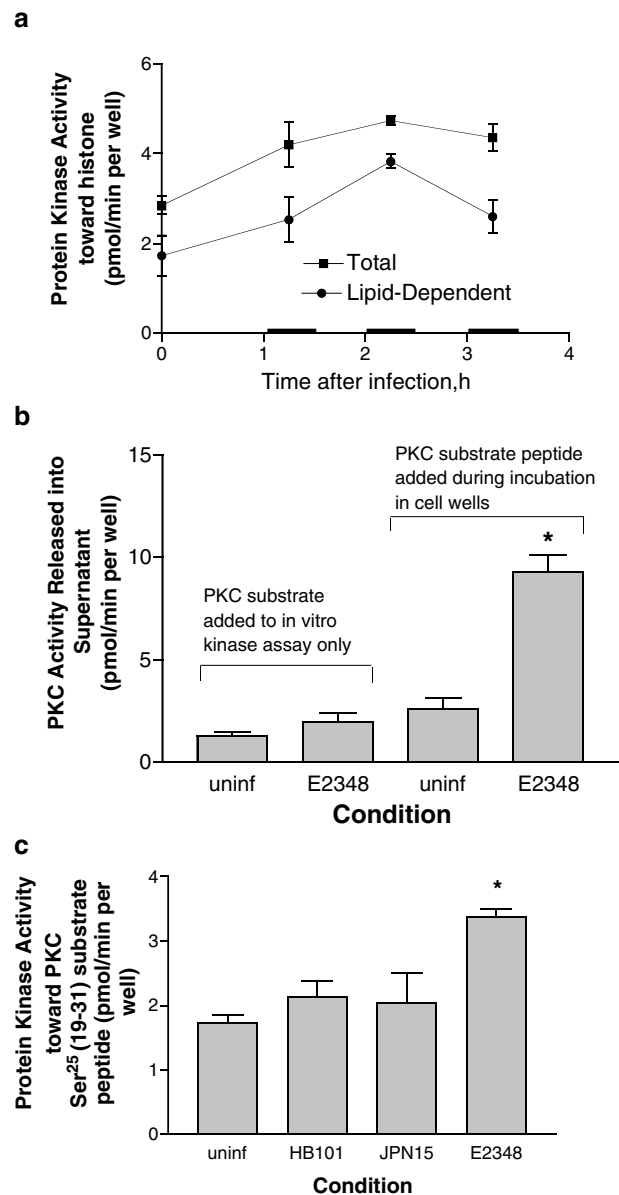 a
Protein Kinase Activity
toward histone
(pmol/min per well)
6
4
2
0
Total
Lipid-Dependent
0 1 2 3 4
Time after infection,h
b
PKC Activity Released into
Supernatant
(pmol/min per well)
15
10
5
0
PKC substrate peptide
added during incubation
in cell wells
*
PKC substrate
added to in vitro
kinase assay only
uninf E2348 uninf E2348
Condition
c
Protein Kinase Activity
toward PKC
Ser25 (19-31) substrate
peptide (pmol/min per
well)
4
3
2
1
0
*
uninf HB101 JPN15 E2348
Condition